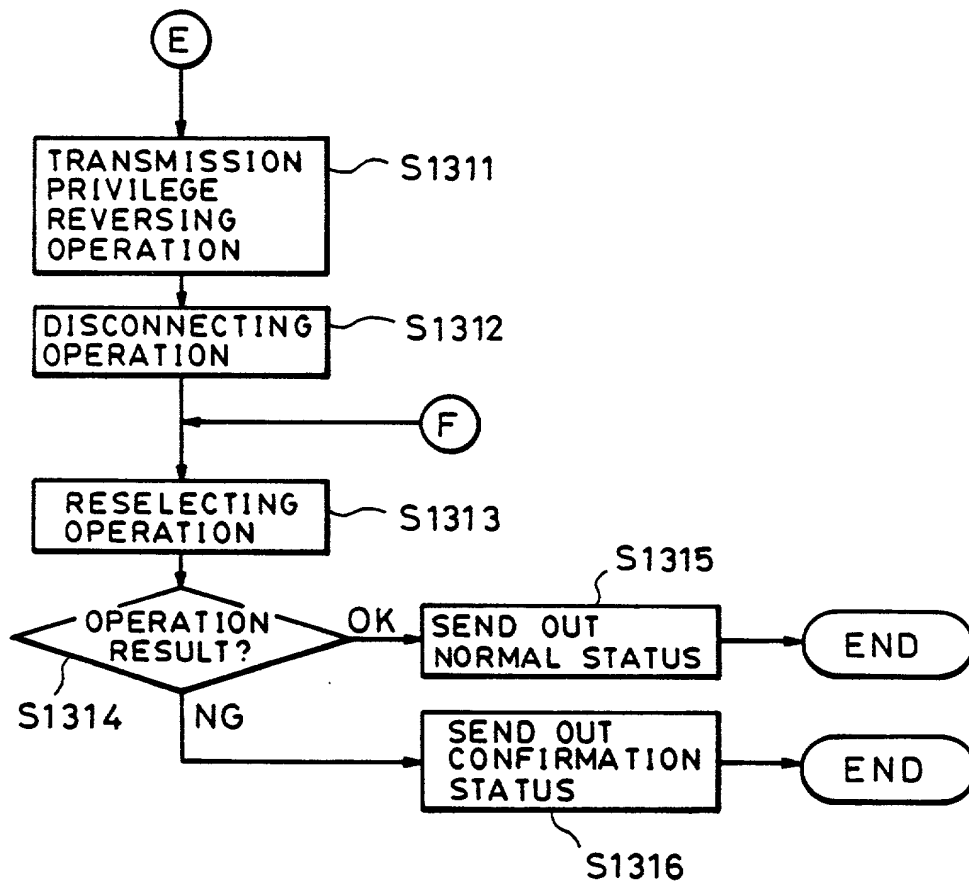 E
TRANSMISSION
PRIVILEGE
REVERSING
OPERATION
S1311
DISCONNECTING
OPERATION
S1312
F
RESELECTING
OPERATION
S1313
OPERATION
RESULT?
S1314
OK
S1315
SEND OUT
NORMAL STATUS
END
NG
SEND OUT
CONFIRMATION
STATUS
END
S1316